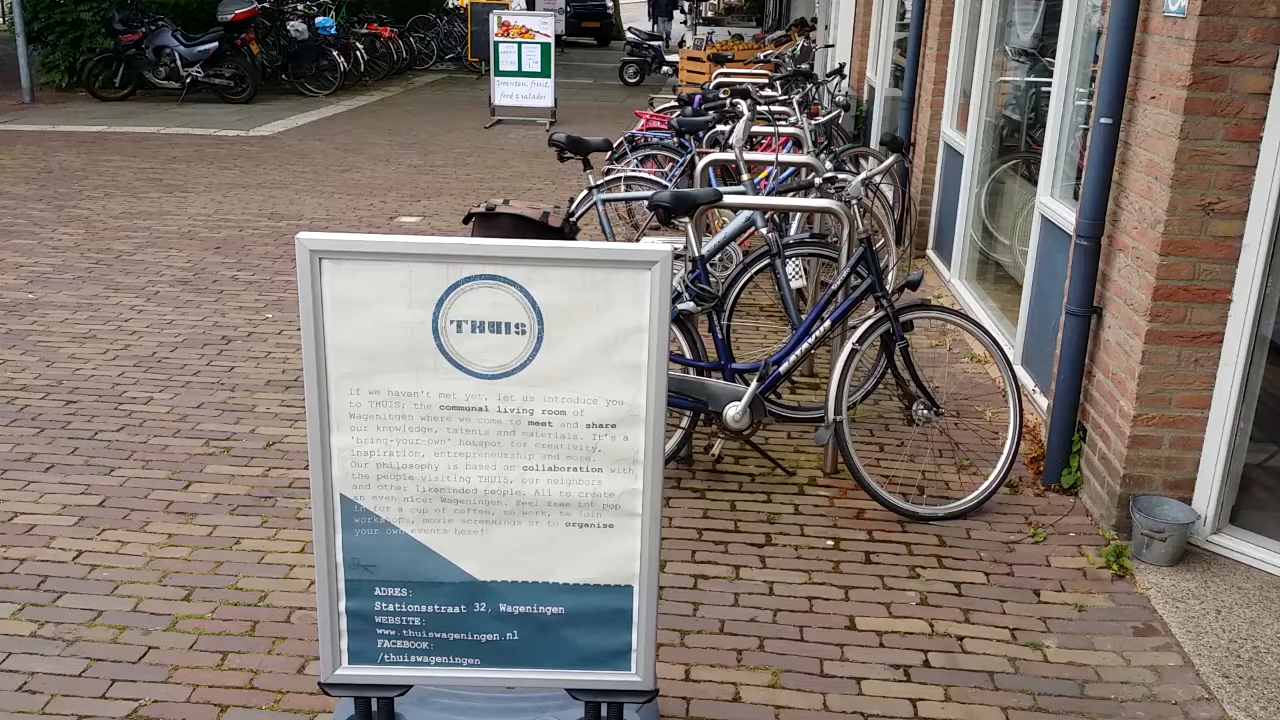 Groenten, fruit,
food & salades
THUIS
If we haven't met yet, let us introduce you
to THUIS; the communal living room of
Wageningen where we come to meet and share
our knowledge, talents and materials. It's a
'bring-your-own' hotspot for creativity,
inspiration, entrepreneurship and more.
Our philosophy is based on collaboration with
the people visiting THUIS, our neighbors
and other likeminded people. All to create
an even nicer Wageningen. Feel free tot pop
in for a cup of coffee, to work, to join
workshops, movie screenings or to organise
your own events here!
ADRES:
Stationsstraat 32, Wageningen
WEBSITE:
www.thuiswageningen.nl
FACEBOOK:
/thuiswageningen
BATAVUS